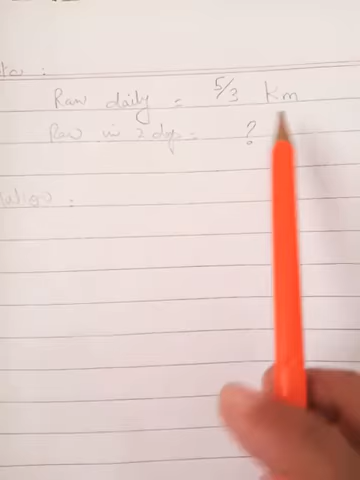 Ran daily = 5/3 Km
Ran in 2 days = ?